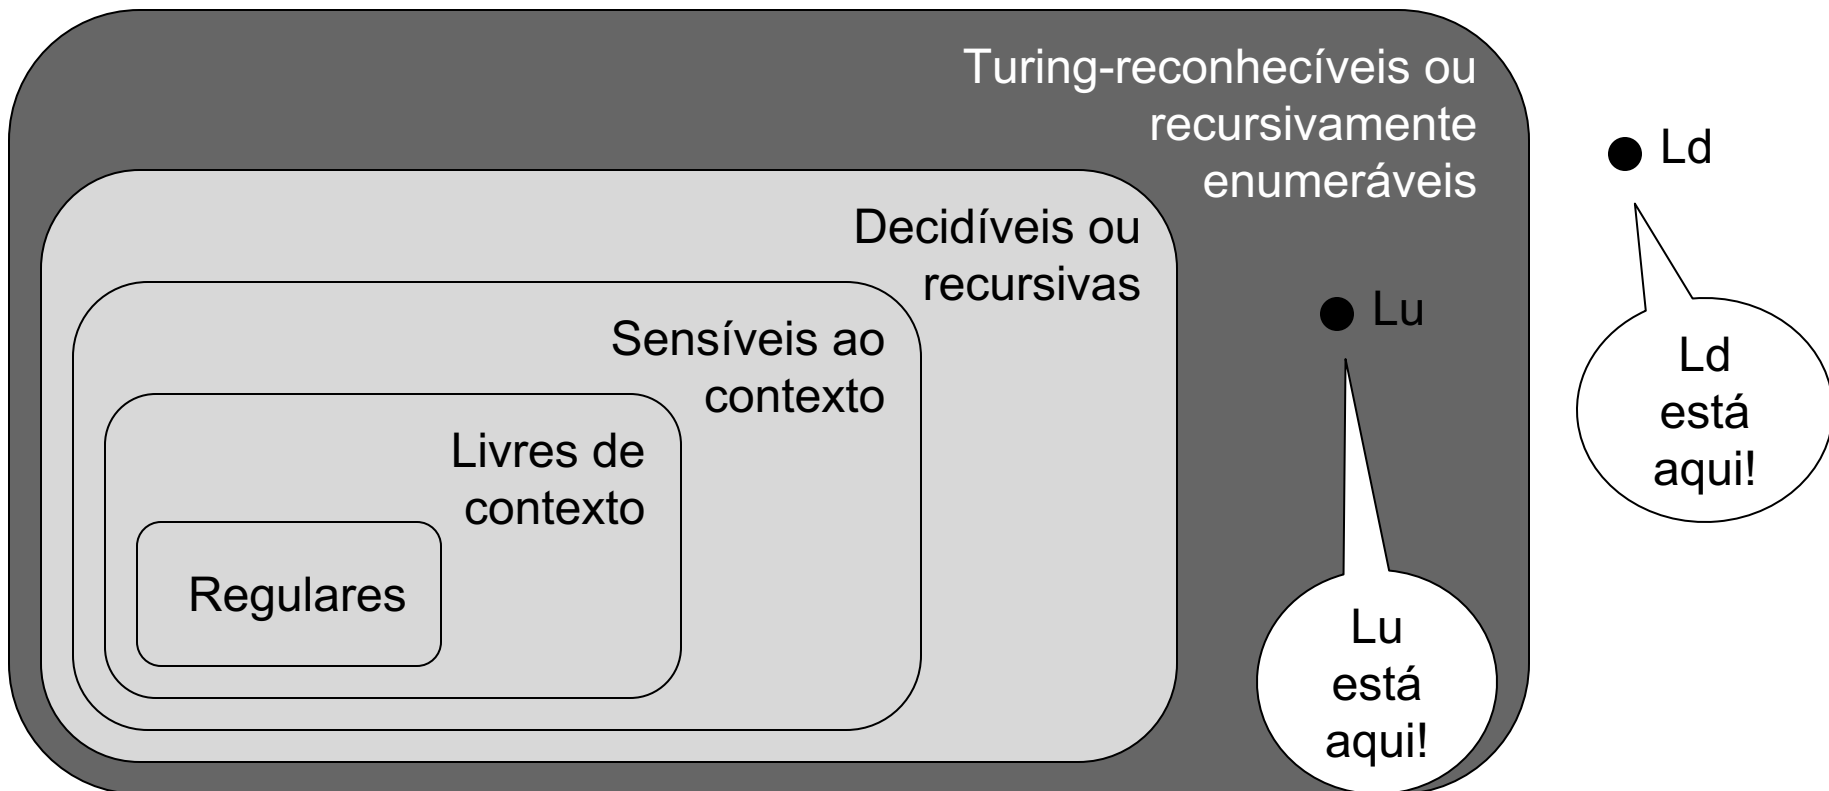 Turing-reconhecíveis ou
recursivamente
enumeráveis
Ld
Decidíveis ou
recursivas
Lu
Sensíveis ao
contexto
Ld
está
aqui!
Livres de
contexto
Regulares
Lu
está
aqui!